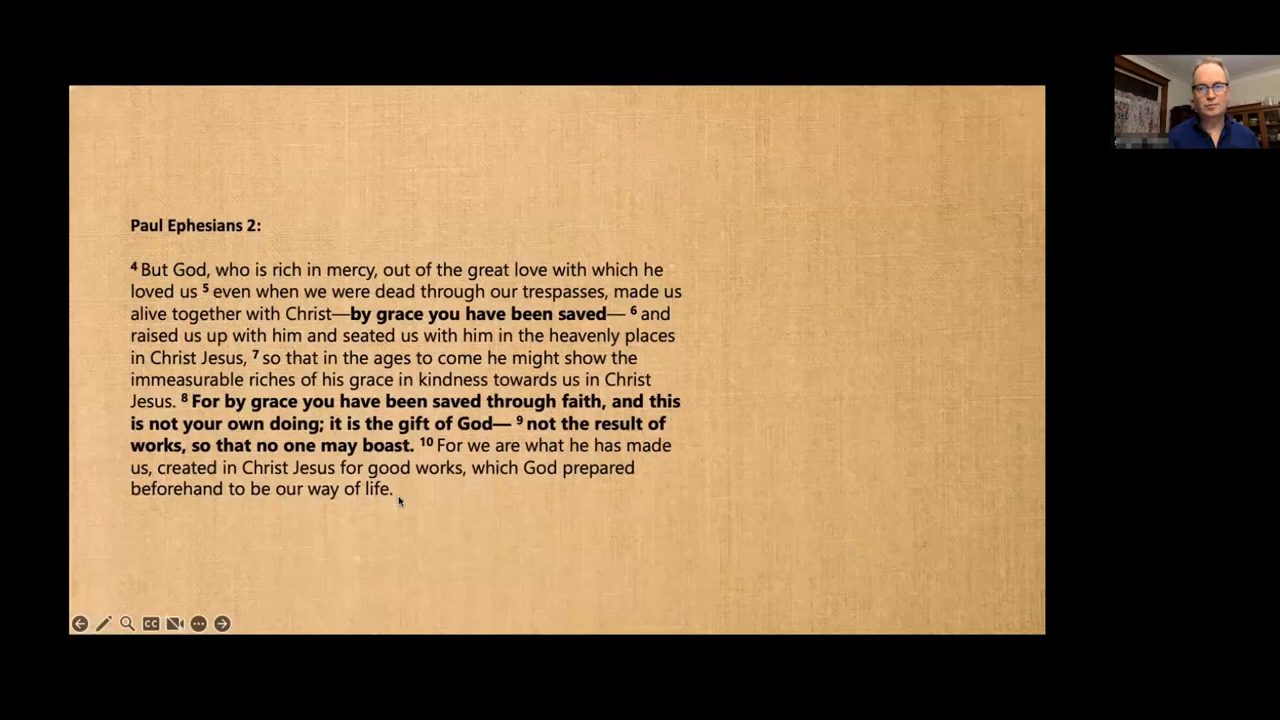 Paul Ephesians 2:
4 But God, who is rich in mercy, out of the great love with which he
loved us 5 even when we were dead through our trespasses, made us
alive together with Christ—by grace you have been saved— 6 and
raised us up with him and seated us with him in the heavenly places
in Christ Jesus, 7 so that in the ages to come he might show the
immeasurable riches of his grace in kindness towards us in Christ
Jesus. 8 For by grace you have been saved through faith, and this
is not your own doing; it is the gift of God— 9 not the result of
works, so that no one may boast. 10 For we are what he has made
us, created in Christ Jesus for good works, which God prepared
beforehand to be our way of life.
CC